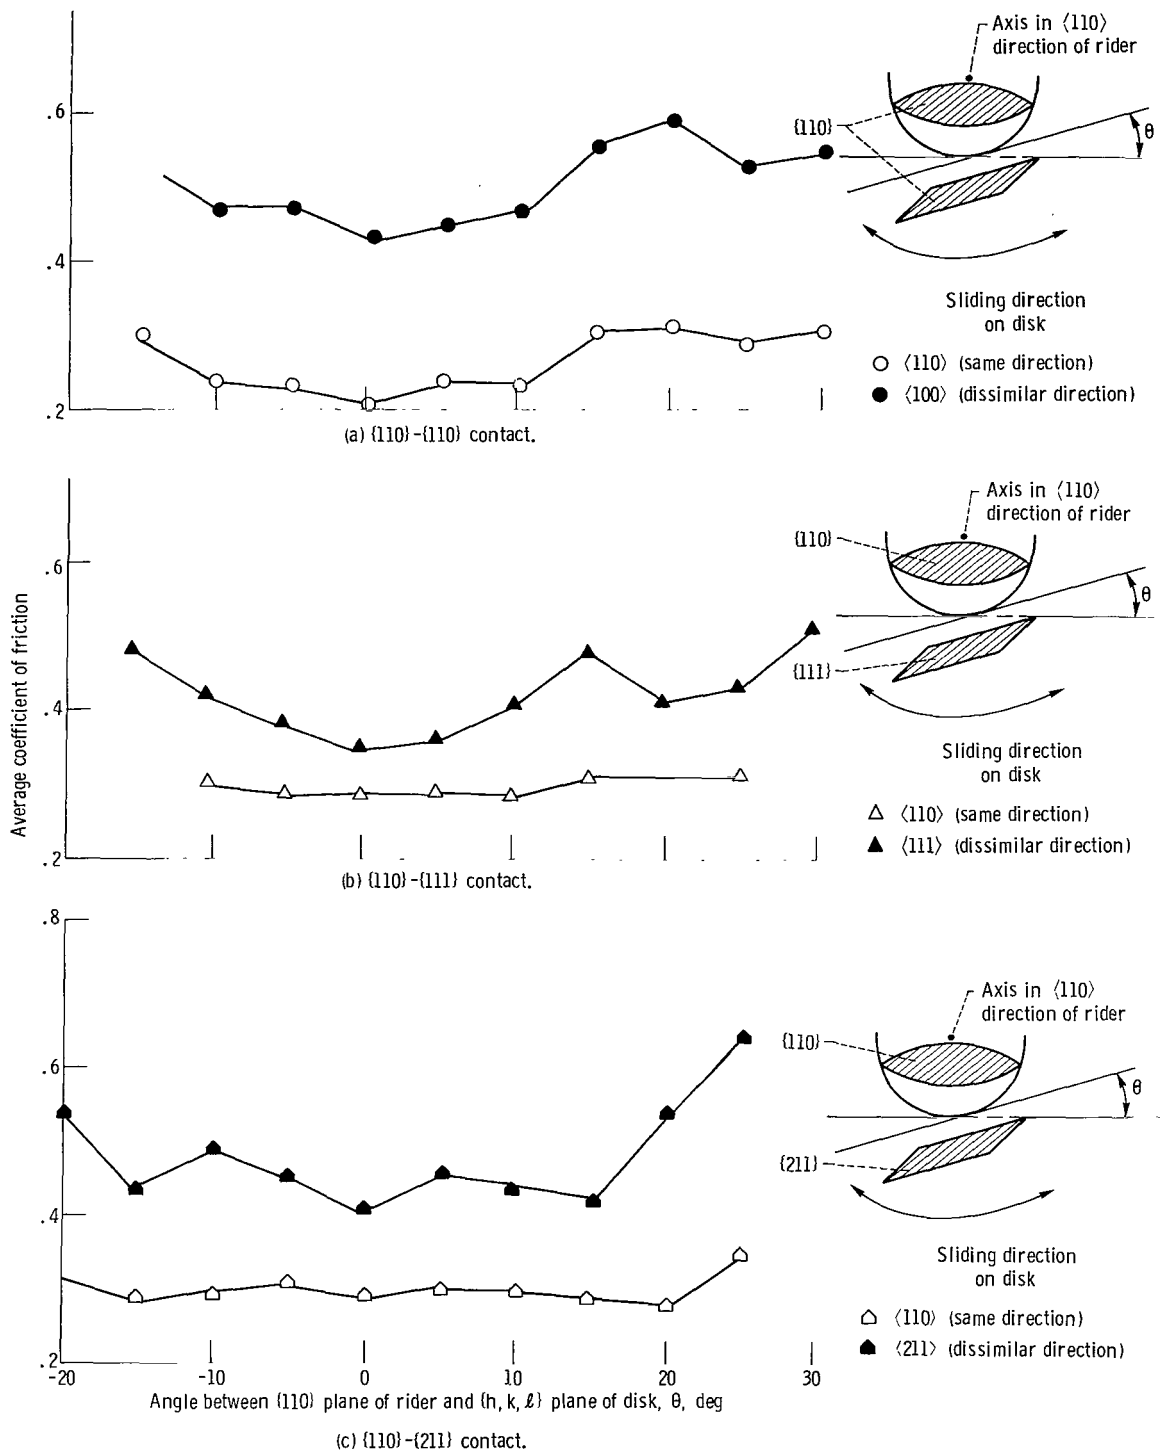 .6
.4
.2
Axis in ⟨110⟩
direction of rider
{110}
θ
Sliding direction
on disk
⟨110⟩ (same direction)
⟨100⟩ (dissimilar direction)
(a) {110}-{110} contact.
Average coefficient of friction
.6
.4
.2
Axis in ⟨110⟩
direction of rider
{110}
θ
{111}
Sliding direction
on disk
⟨110⟩ (same direction)
⟨111⟩ (dissimilar direction)
(b) {110}-{111} contact.
.8
.6
.4
.2
Axis in ⟨110⟩
direction of rider
{110}
θ
{211}
Sliding direction
on disk
⟨110⟩ (same direction)
⟨211⟩ (dissimilar direction)
-20 -10 0 10 20 30
Angle between {110} plane of rider and {h, k, ℓ} plane of disk, θ, deg
(c) {110}-{211} contact.